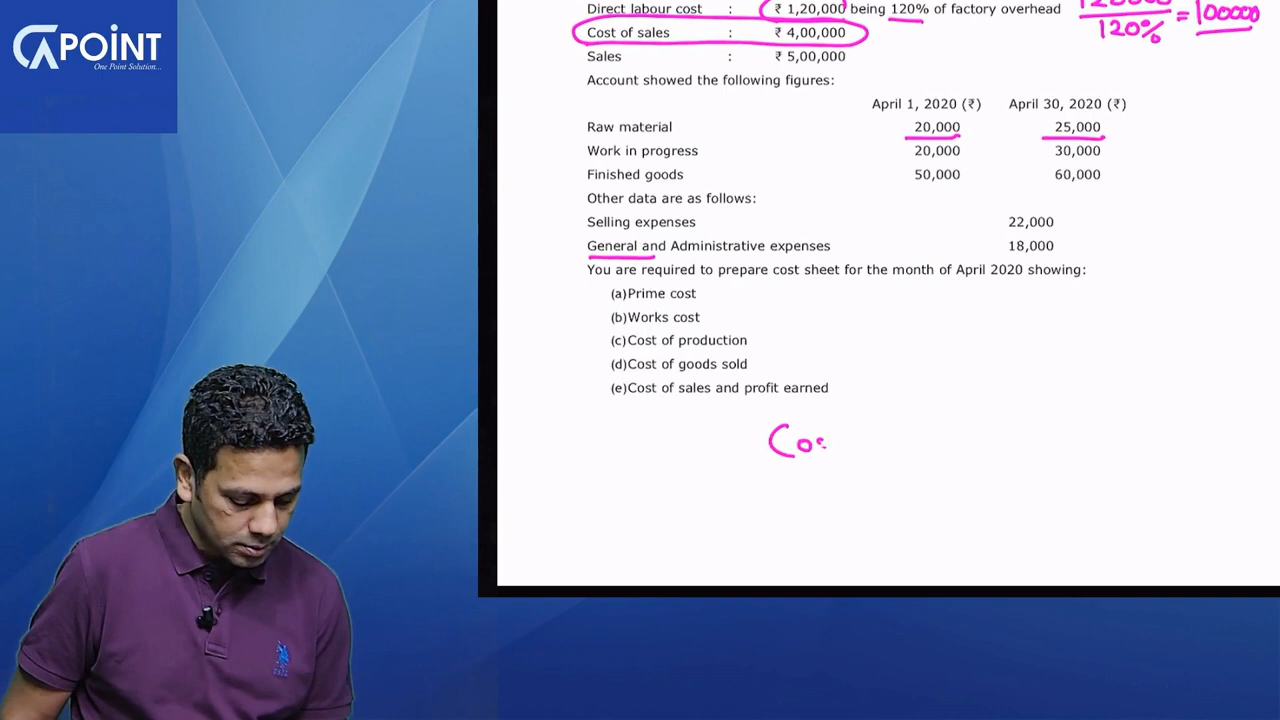 CAPOINT
One Point Solution...
Direct labour cost : ₹ 1,20,000 being 120% of factory overhead
120000
120% = 100000
Cost of sales : ₹ 4,00,000
Sales : ₹ 5,00,000
Account showed the following figures:
April 1, 2020 (₹) April 30, 2020 (₹)
Raw material 20,000 25,000
Work in progress 20,000 30,000
Finished goods 50,000 60,000
Other data are as follows:
Selling expenses 22,000
General and Administrative expenses 18,000
You are required to prepare cost sheet for the month of April 2020 showing:
(a)Prime cost
(b)Works cost
(c)Cost of production
(d)Cost of goods sold
(e)Cost of sales and profit earned
Cos